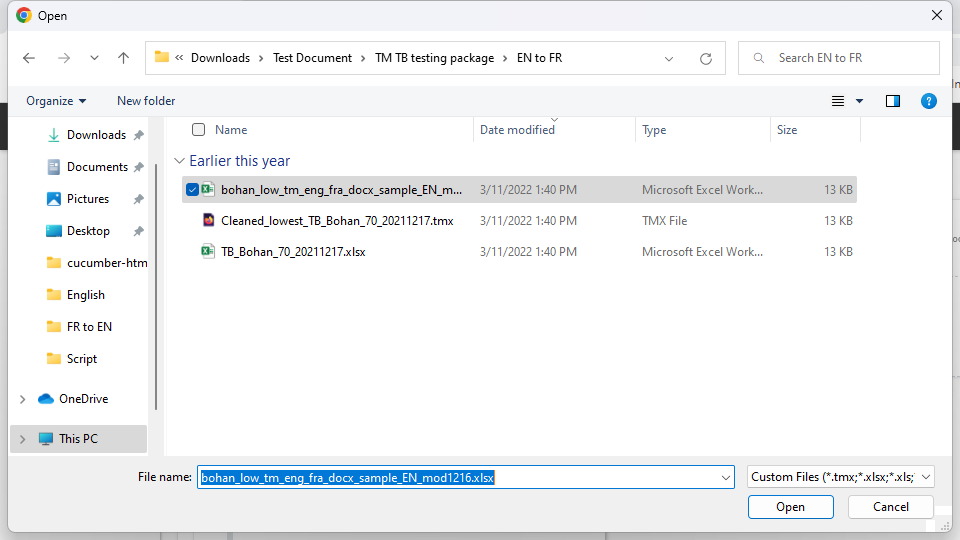 Open
Downloads Test Document TM TB testing package EN to FR Search EN to FR
Organize New folder
Name Date modified Type Size
Downloads
Documents
Pictures
Desktop
cucumber-htm
English
FR to EN
Script
OneDrive
This PC
Earlier this year
bohan_low_tm_eng_fra_docx_sample_EN_m... 3/11/2022 1:40 PM Microsoft Excel Work... 13 KB
Cleaned_lowest_TB_Bohan_70_20211217.tmx 3/11/2022 1:40 PM TMX File 13 KB
TB_Bohan_70_20211217.xlsx 3/11/2022 1:40 PM Microsoft Excel Work... 13 KB
File name: bohan_low_tm_eng_fra_docx_sample_EN_mod1216.xlsx Custom Files (*.tmx;*.xlsx;*.xls;
Open Cancel